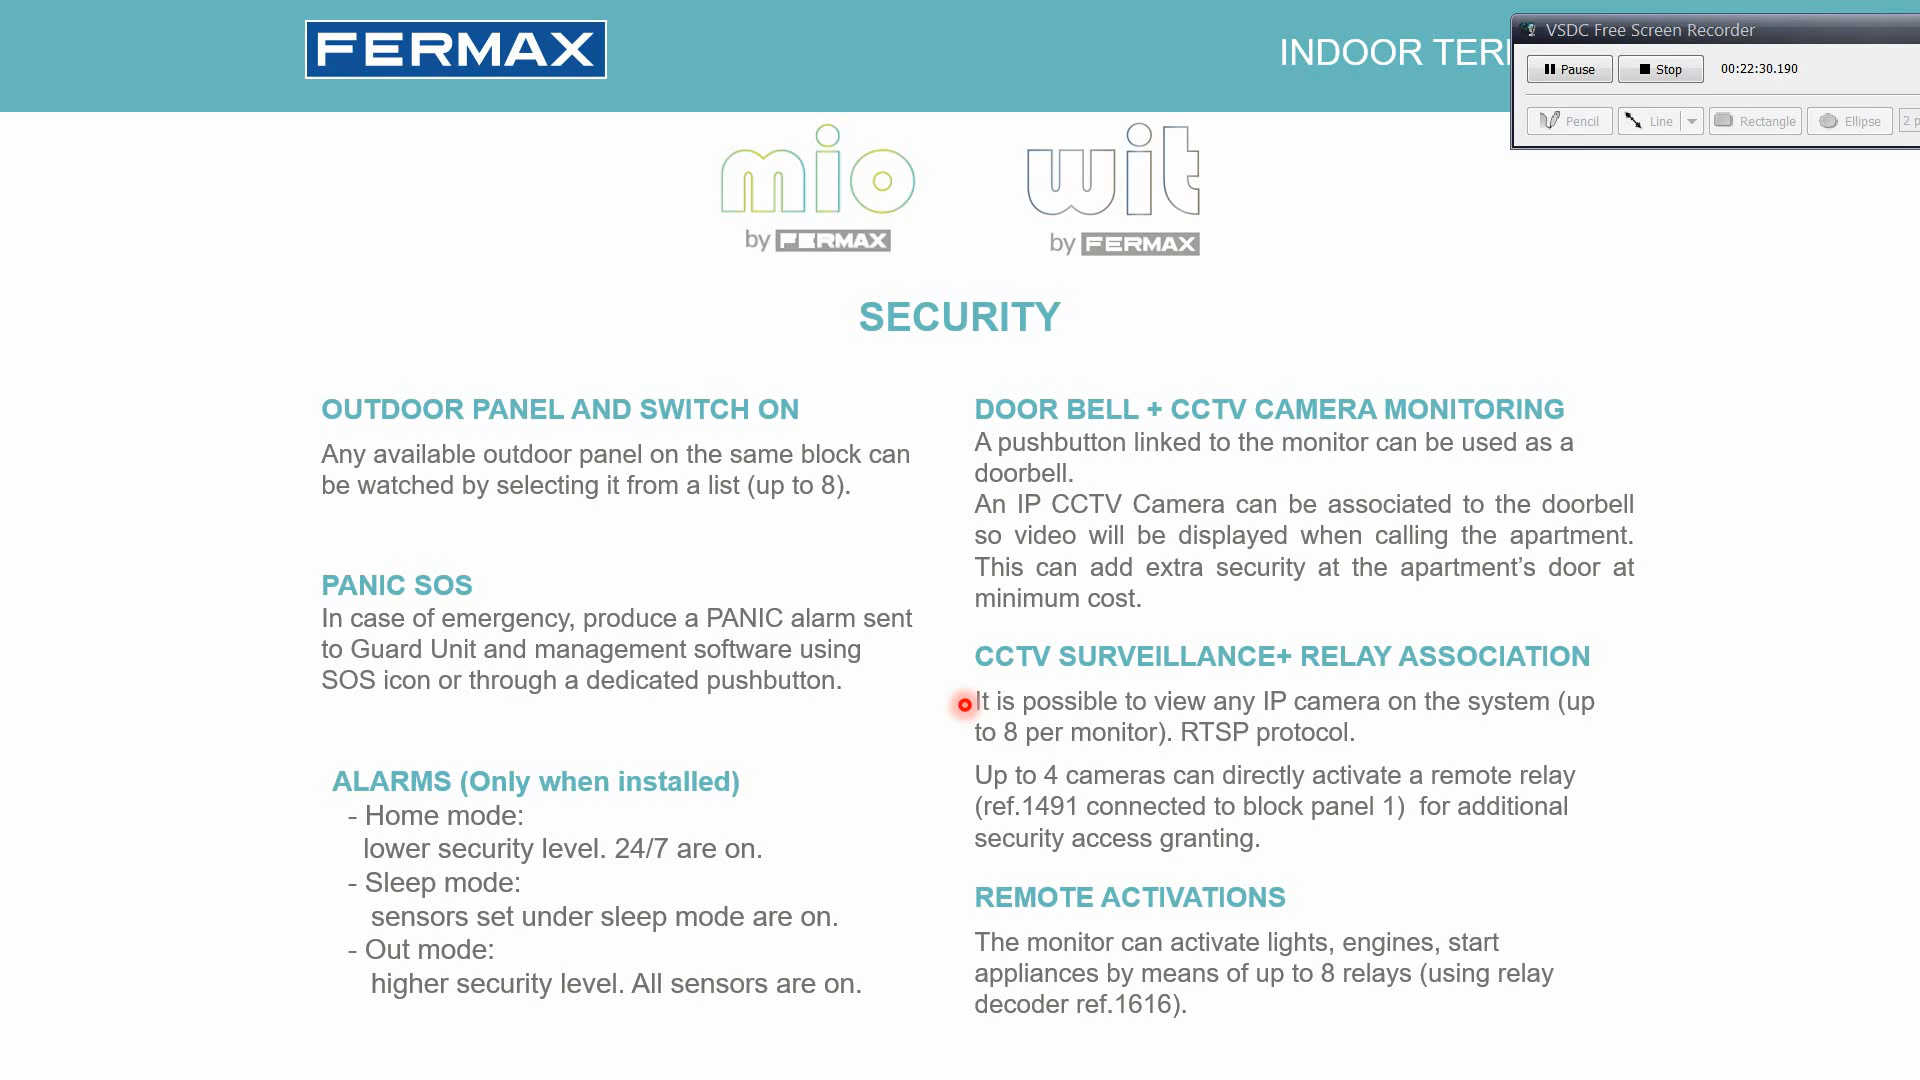 FERMAX
INDOOR TER
VSDC Free Screen Recorder
Pause
Stop
00:22:30.190
Pencil
Line
Rectangle
Ellipse
2 p
mio
by FERMAX
wit
by FERMAX
SECURITY
OUTDOOR PANEL AND SWITCH ON
Any available outdoor panel on the same block can
be watched by selecting it from a list (up to 8).
PANIC SOS
In case of emergency, produce a PANIC alarm sent
to Guard Unit and management software using
SOS icon or through a dedicated pushbutton.
ALARMS (Only when installed)
- Home mode:
lower security level. 24/7 are on.
- Sleep mode:
sensors set under sleep mode are on.
- Out mode:
higher security level. All sensors are on.
DOOR BELL + CCTV CAMERA MONITORING
A pushbutton linked to the monitor can be used as a
doorbell.
An IP CCTV Camera can be associated to the doorbell
so video will be displayed when calling the apartment.
This can add extra security at the apartment’s door at
minimum cost.
CCTV SURVEILLANCE+ RELAY ASSOCIATION
It is possible to view any IP camera on the system (up
to 8 per monitor). RTSP protocol.
Up to 4 cameras can directly activate a remote relay
(ref.1491 connected to block panel 1)  for additional
security access granting.
REMOTE ACTIVATIONS
The monitor can activate lights, engines, start
appliances by means of up to 8 relays (using relay
decoder ref.1616).